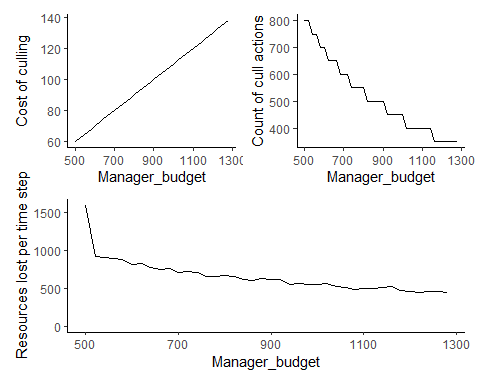 Cost of culling
140
120
100
80
60
500 700 900 1100 1300
Manager_budget
Count of cull actions
800
700
600
500
400
500 700 900 1100 1300
Manager_budget
Resources lost per time step
1500
1000
500
0
500 700 900 1100 1300
Manager_budget